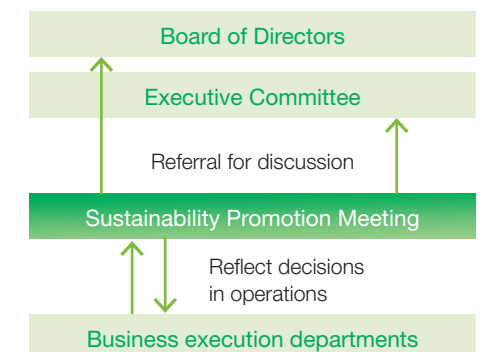 Board of Directors
Executive Committee
Referral for discussion
Sustainability Promotion Meeting
Reflect decisions
in operations
Business execution departments